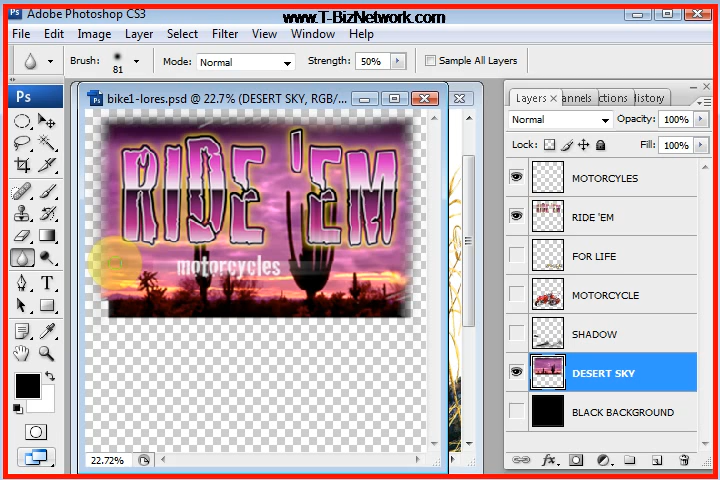 www.T-BizNetwork.com
Adobe Photoshop CS3
File Edit Image Layer Select Filter View Window Help
Brush: 81 Mode: Normal Strength: 50% Sample All Layers
Ps
bike1-lores.psd @ 22.7% (DESERT SKY, RGB/...
RIDE 'EM
motorcycles
22.72%
Layers × annels ctions History
Normal Opacity: 100%
Lock: Fill: 100%
MOTORCYLES
RIDE 'EM
FOR LIFE
MOTORCYCLE
SHADOW
DESERT SKY
BLACK BACKGROUND